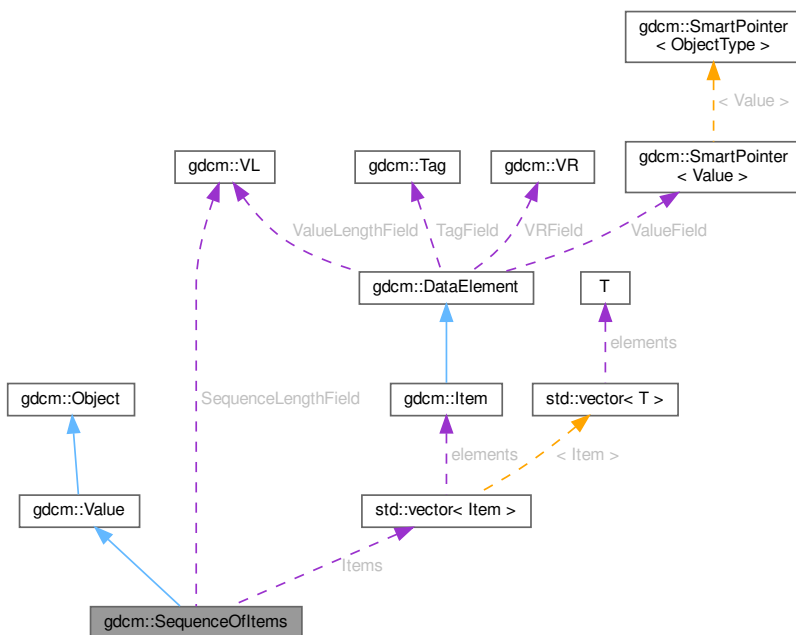 gdcm::SmartPointer
< ObjectType >
< Value >
gdcm::VL
gdcm::Tag
gdcm::VR
gdcm::SmartPointer
< Value >
ValueLengthField
TagField
VRField
ValueField
gdcm::DataElement
T
elements
SequenceLengthField
gdcm::Object
gdcm::Item
std::vector< T >
elements
< Item >
gdcm::Value
std::vector< Item >
Items
gdcm::SequenceOfItems